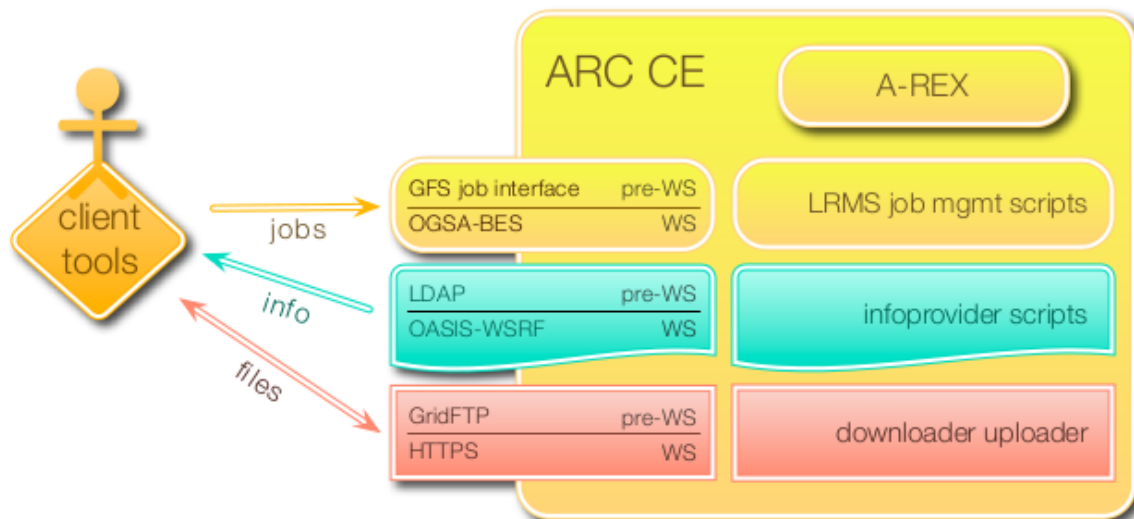 ARC CE
A-REX
client
tools
jobs
info
files
GFS job interface pre-WS
OGSA-BES WS
LRMS job mgmt scripts
LDAP pre-WS
OASIS-WSRF WS
infoprovider scripts
GridFTP pre-WS
HTTPS WS
downloader uploader